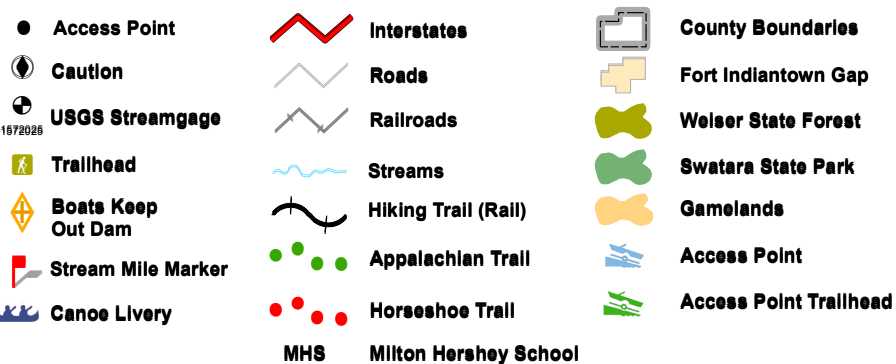 Access Point
Caution
USGS Streamgage
Trailhead
Boats Keep
Out Dam
Stream Mile Marker
Canoe Livery
Interstates
Roads
Railroads
Streams
Hiking Trail (Rail)
Appalachian Trail
Horseshoe Trail
MHS Milton Hershey School
County Boundaries
Fort Indiantown Gap
Weiser State Forest
Swatara State Park
Gamelands
Access Point
Access Point Trailhead